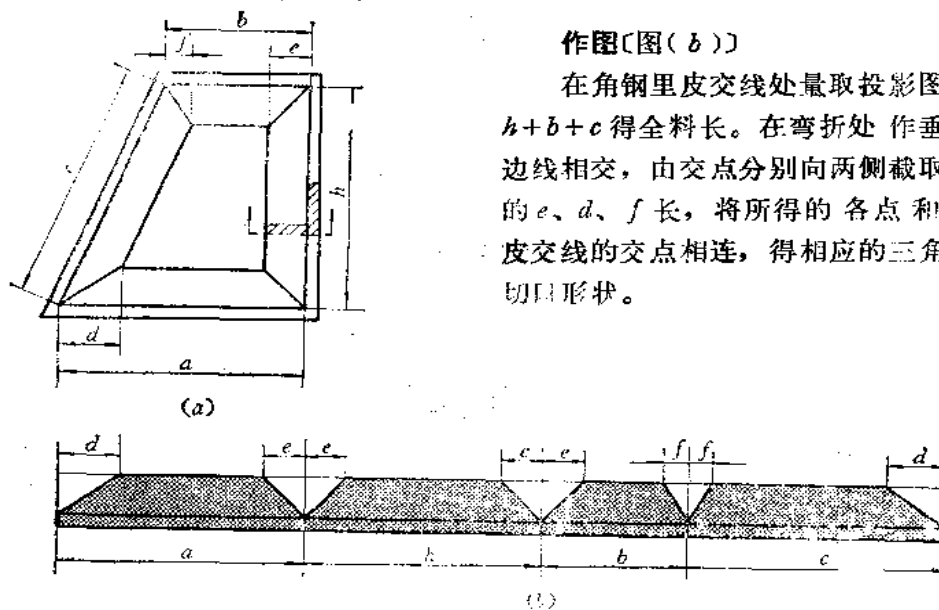 b
f
e
作图〔图(b)〕
在角钢里皮交线处量取投影图
h+b+c得全料长。在弯折处 作垂
边线相交，由交点分别向两侧截取
的e、d、f长，将所得的 各点 和
皮交线的交点相连，得相应的三角
切口形状。
c
h
d
a
(a)
d e e e e f f d
a h b c
(b)